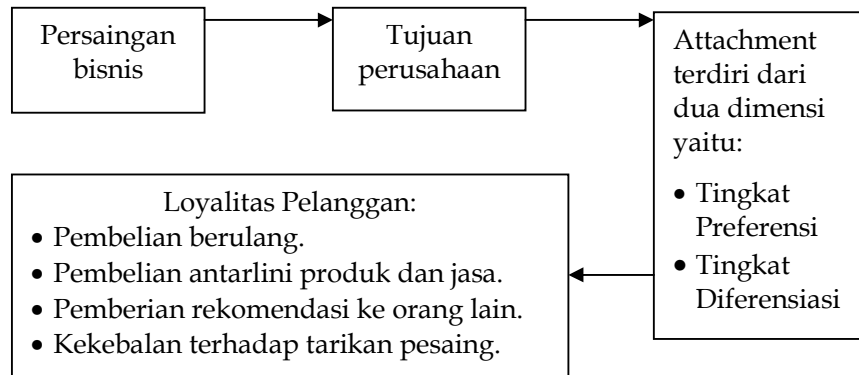 Persaingan
bisnis
Tujuan
perusahaan
Attachment
terdiri dari
dua dimensi
yaitu:
• Tingkat
Preferensi
• Tingkat
Diferensiasi
Loyalitas Pelanggan:
• Pembelian berulang.
• Pembelian antarlini produk dan jasa.
• Pemberian rekomendasi ke orang lain.
• Kekebalan terhadap tarikan pesaing.